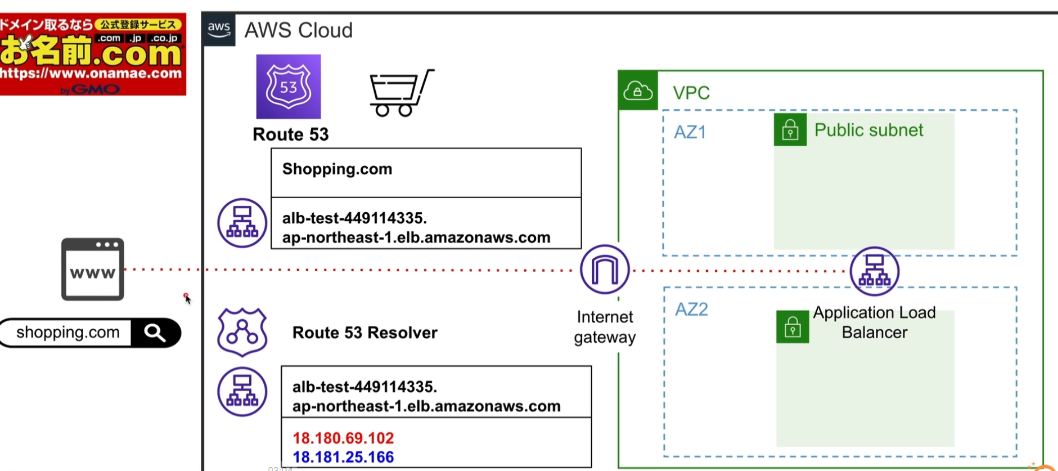 ドメイン取るなら 公式登録サービス
.com .jp .co.jp
お名前.com
https://www.onamae.com
by GMO
aws
AWS Cloud
53
Route 53
Shopping.com
alb-test-449114335.
ap-northeast-1.elb.amazonaws.com
www
shopping.com
Route 53 Resolver
alb-test-449114335.
ap-northeast-1.elb.amazonaws.com
18.180.69.102
18.181.25.166
Internet
gateway
VPC
AZ1
Public subnet
AZ2
Application Load
Balancer